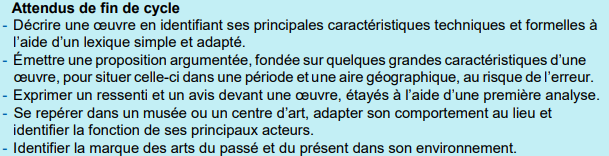 Attendus de fin de cycle
- Décrire une œuvre en identifiant ses principales caractéristiques techniques et formelles à
l’aide d’un lexique simple et adapté.
- Émettre une proposition argumentée, fondée sur quelques grandes caractéristiques d’une
œuvre, pour situer celle-ci dans une période et une aire géographique, au risque de l’erreur.
- Exprimer un ressenti et un avis devant une œuvre, étayés à l’aide d’une première analyse.
- Se repérer dans un musée ou un centre d’art, adapter son comportement au lieu et
identifier la fonction de ses principaux acteurs.
- Identifier la marque des arts du passé et du présent dans son environnement.